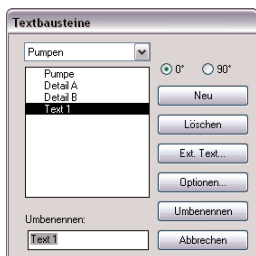 Textbausteine
Pumpen
0° 90°
Pumpe
Detail A
Detail B
Text 1
Neu
Löschen
Ext. Text...
Optionen...
Umbenennen
Umbenennen:
Text 1
Abbrechen